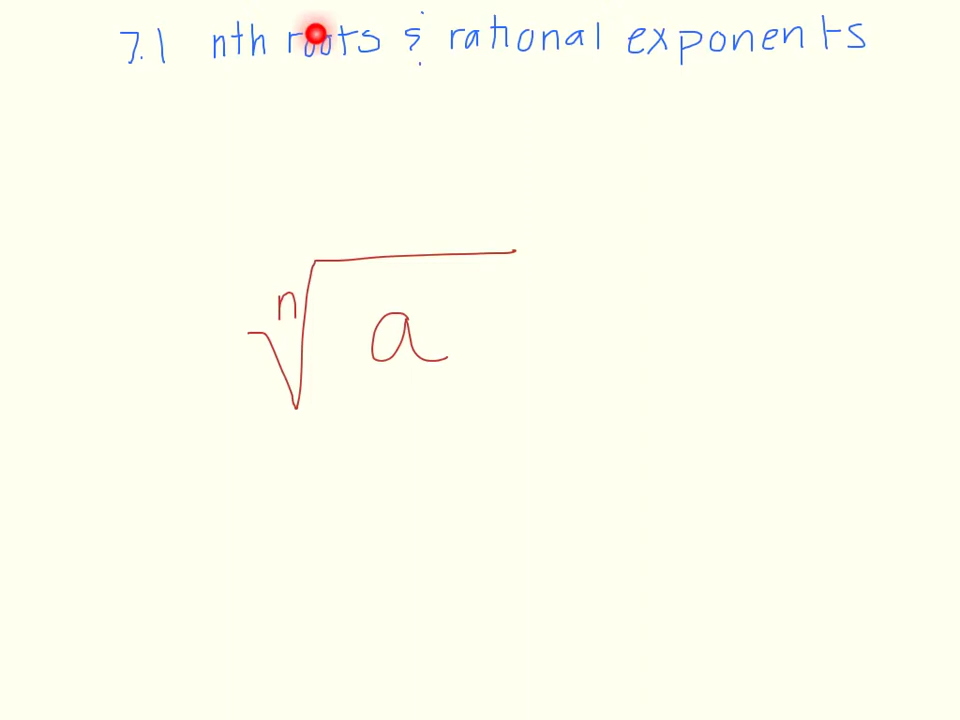 7.1 nth roots & rational exponents
ⁿ√a